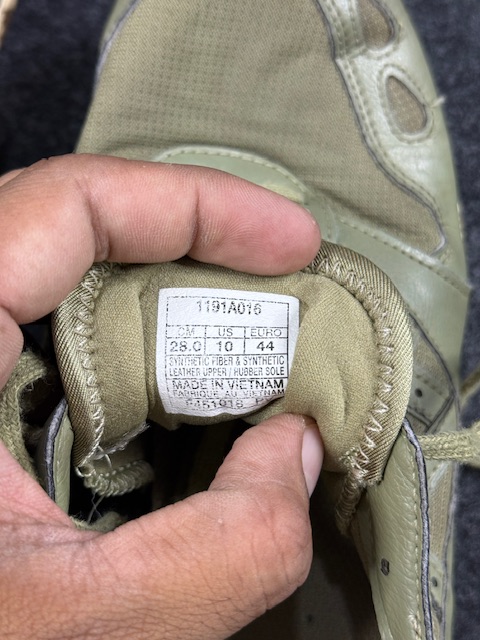 1191A016
CM US EURO
28.0 10 44
SYNTHETIC FIBER & SYNTHETIC
LEATHER UPPER / RUBBER SOLE
MADE IN VIETNAM
FABRIQUE AU VIETNAM